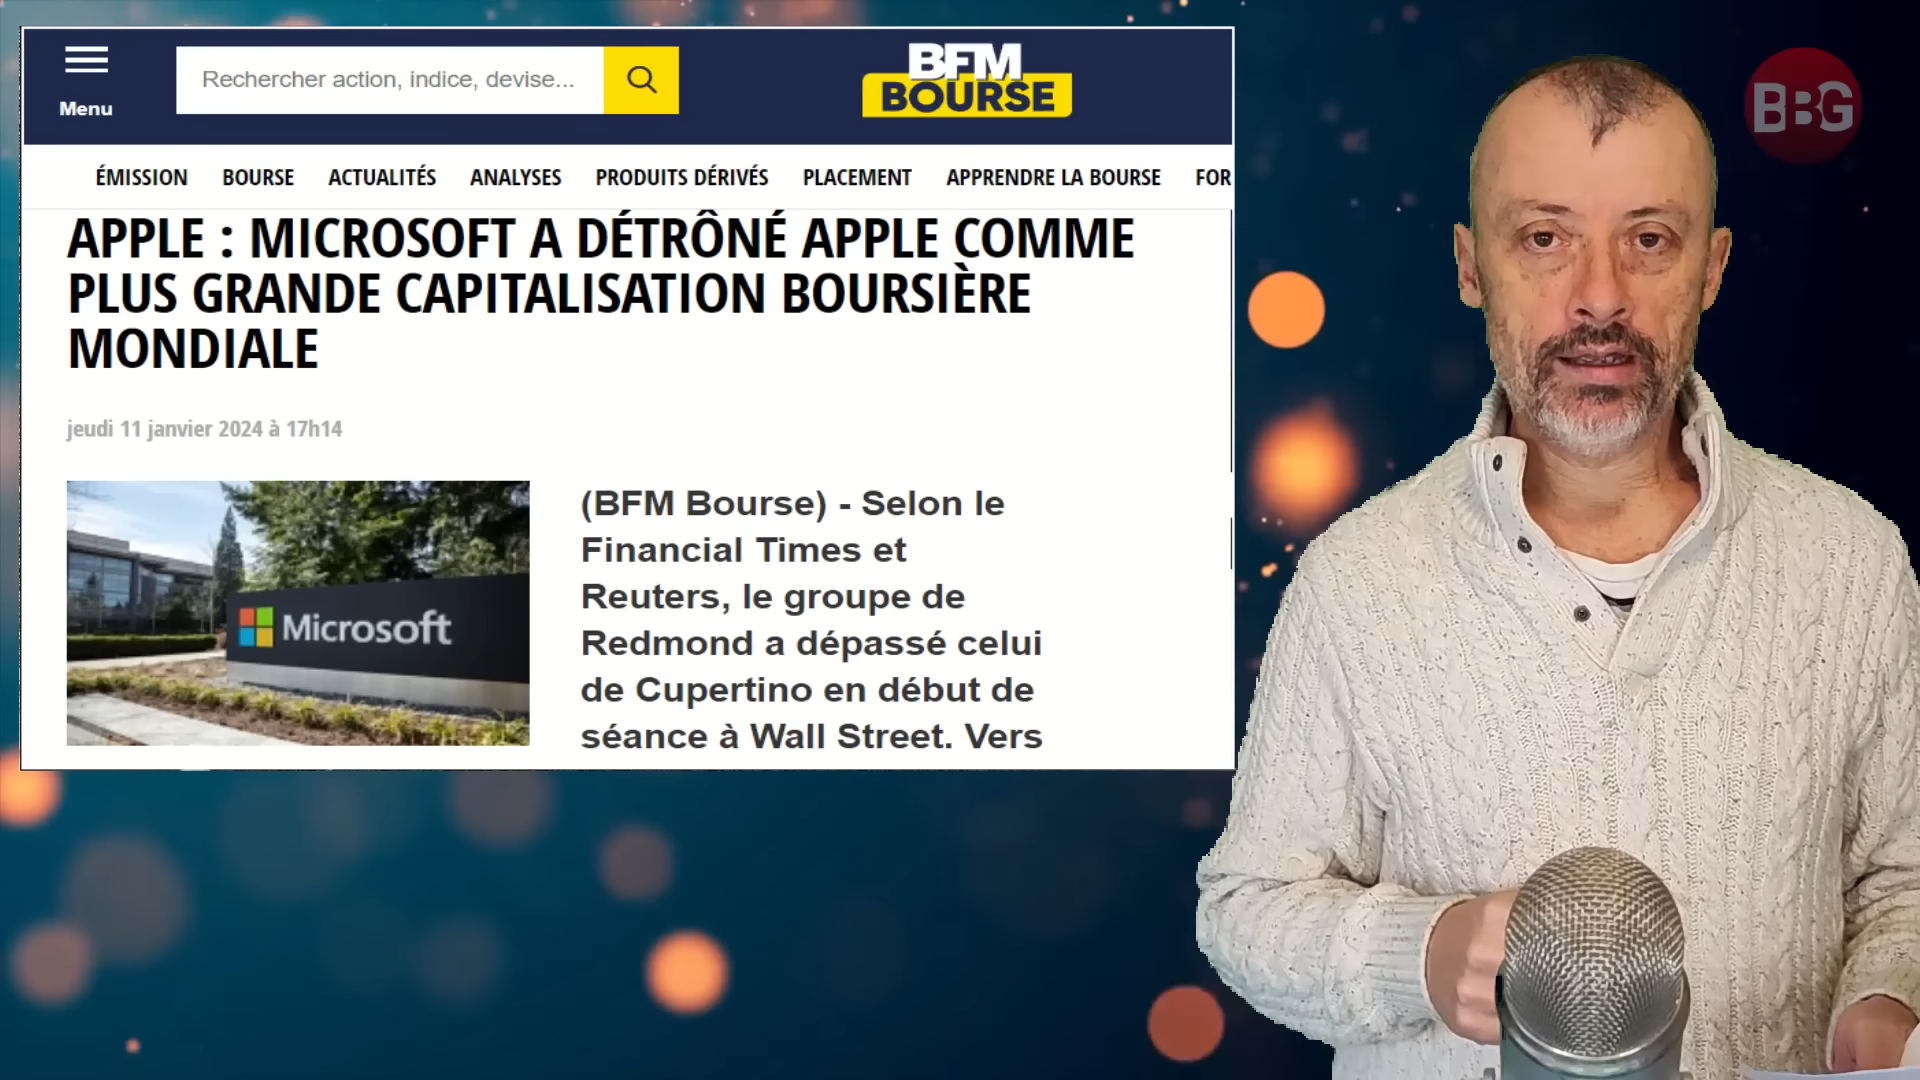 Menu
Rechercher action, indice, devise...
BFM
BOURSE
BBG
ÉMISSION BOURSE ACTUALITÉS ANALYSES PRODUITS DÉRIVÉS PLACEMENT APPRENDRE LA BOURSE FOR
APPLE : MICROSOFT A DÉTRÔNÉ APPLE COMME
PLUS GRANDE CAPITALISATION BOURSIÈRE
MONDIALE
jeudi 11 janvier 2024 à 17h14
Microsoft
(BFM Bourse) - Selon le
Financial Times et
Reuters, le groupe de
Redmond a dépassé celui
de Cupertino en début de
séance à Wall Street. Vers